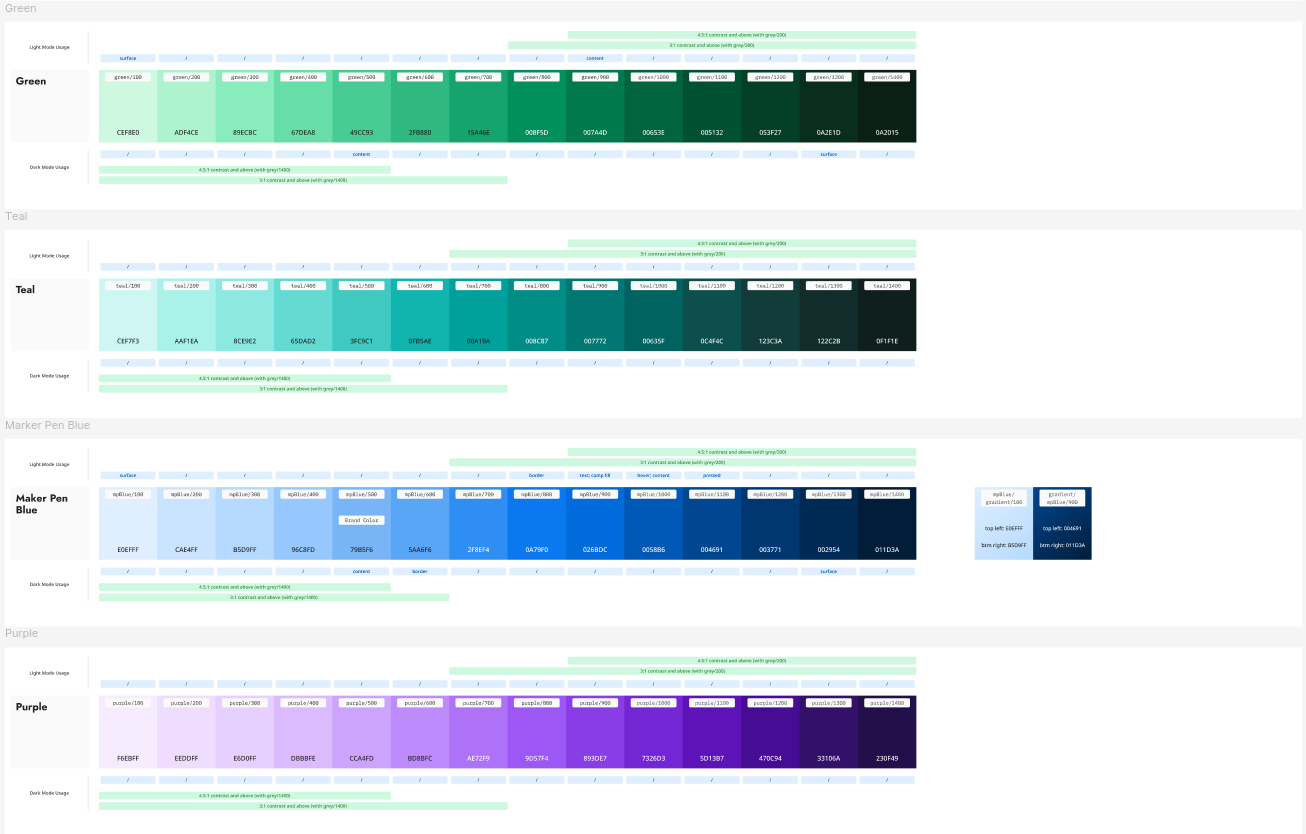 Green
4.5:1 contrast and above (with grey/200)
Light Mode Usage
3:1 contrast and above (with grey/200)
surface / / / / / / / content / / / / /
Green
green/100 green/200 green/300 green/400 green/500 green/600 green/700 green/800 green/900 green/1000 green/1100 green/1200 green/1300 green/1400
CEF8E0 ADF4CE 89ECBC 67DEA8 49CC93 2FB880 15A46E 008F5D 007A4D 00653E 005132 053F27 0A2E1D 0A2015
/ / / / content / / / / / / / surface /
Dark Mode Usage
4.5:1 contrast and above (with grey/1400)
3:1 contrast and above (with grey/1400)
Teal
4.5:1 contrast and above (with grey/200)
Light Mode Usage
3:1 contrast and above (with grey/200)
/ / / / / / / / / / / / / /
Teal
teal/100 teal/200 teal/300 teal/400 teal/500 teal/600 teal/700 teal/800 teal/900 teal/1000 teal/1100 teal/1200 teal/1300 teal/1400
CEF7F3 AAF1EA 8CE9E2 65DAD2 3FC9C1 0FB5AE 00A19A 008C87 007772 00635F 0C4F4C 123C3A 122C2B 0F1F1E
/ / / / / / / / / / / / / /
Dark Mode Usage
4.5:1 contrast and above (with grey/1400)
3:1 contrast and above (with grey/1400)
Marker Pen Blue
4.5:1 contrast and above (with grey/200)
Light Mode Usage
3:1 contrast and above (with grey/200)
surface / / / / / / border text; comp fill hover; content pressed / / /
Maker Pen
Blue
mpBlue/100 mpBlue/200 mpBlue/300 mpBlue/400 mpBlue/500 mpBlue/600 mpBlue/700 mpBlue/800 mpBlue/900 mpBlue/1000 mpBlue/1100 mpBlue/1200 mpBlue/1300 mpBlue/1400
Brand Color
E0EFFF CAE4FF B5D9FF 96C8FD 79B5F6 5AA6F6 2F8EF4 0A79F0 026BDC 0058B6 004691 003771 002954 011D3A
mpBlue/
gradient/100
top left: E0EFFF
btm right: B5D9FF
gradient/
mpBlue/900
top left: 004691
btm right: 011D3A
/ / / / content border / / / / / / surface /
Dark Mode Usage
4.5:1 contrast and above (with grey/1400)
3:1 contrast and above (with grey/1400)
Purple
4.5:1 contrast and above (with grey/200)
Light Mode Usage
3:1 contrast and above (with grey/200)
/ / / / / / / / / / / / / /
Purple
purple/100 purple/200 purple/300 purple/400 purple/500 purple/600 purple/700 purple/800 purple/900 purple/1000 purple/1100 purple/1200 purple/1300 purple/1400
F6EBFF EEDDFF E6D0FF DBBBFE CCA4FD BD8BFC AE72F9 9D57F4 893DE7 7326D3 5D13B7 470C94 33106A 230F49
/ / / / / / / / / / / / / /
Dark Mode Usage
4.5:1 contrast and above (with grey/1400)
3:1 contrast and above (with grey/1400)